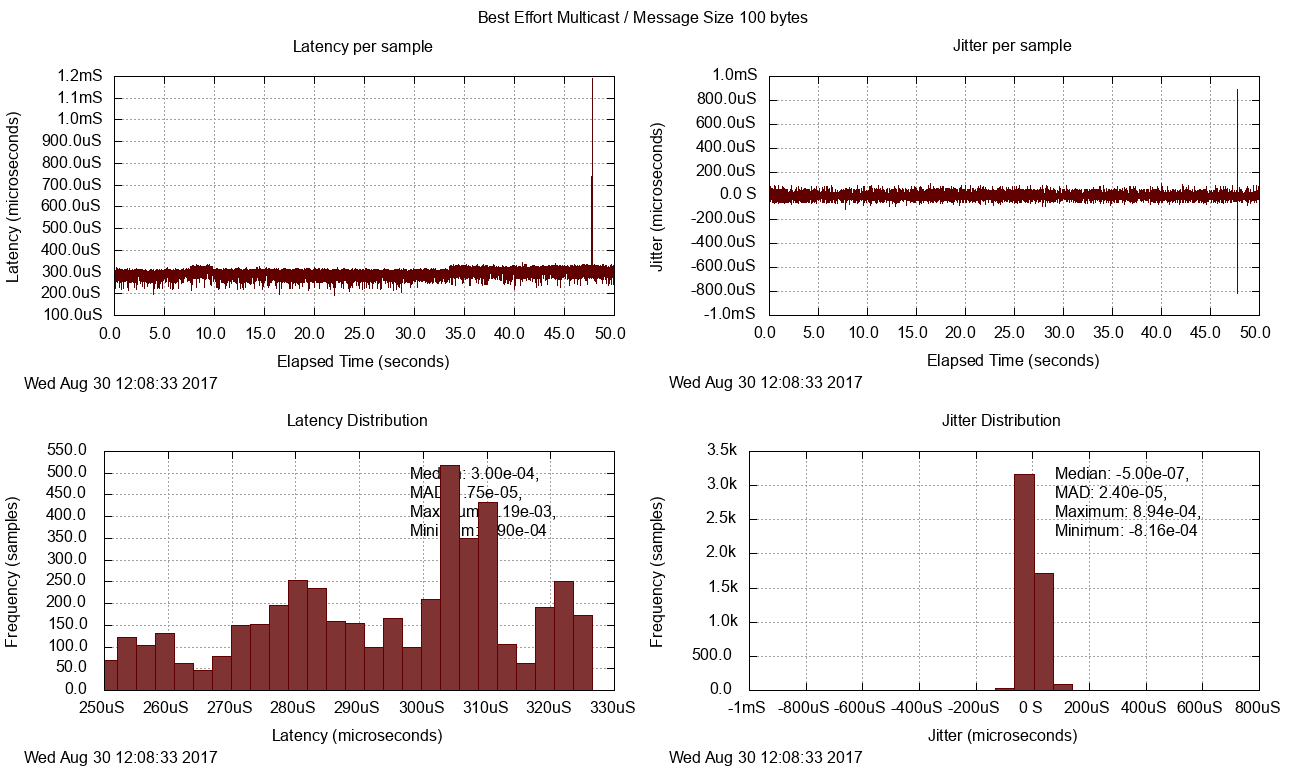 Best Effort Multicast / Message Size 100 bytes
Latency per sample
1.2mS
1.1mS
1.0mS
900.0uS
800.0uS
700.0uS
600.0uS
500.0uS
400.0uS
300.0uS
200.0uS
100.0uS
Latency (microseconds)
0.0 5.0 10.0 15.0 20.0 25.0 30.0 35.0 40.0 45.0 50.0
Elapsed Time (seconds)
Wed Aug 30 12:08:33 2017
Jitter per sample
1.0mS
800.0uS
600.0uS
400.0uS
200.0uS
0.0 S
-200.0uS
-400.0uS
-600.0uS
-800.0uS
-1.0mS
Jitter (microseconds)
0.0 5.0 10.0 15.0 20.0 25.0 30.0 35.0 40.0 45.0 50.0
Elapsed Time (seconds)
Wed Aug 30 12:08:33 2017
Latency Distribution
550.0
500.0
450.0
400.0
350.0
300.0
250.0
200.0
150.0
100.0
50.0
0.0
Frequency (samples)
3.00e-04,
250uS 260uS 270uS 280uS 290uS 300uS 310uS 320uS 330uS
Latency (microseconds)
Wed Aug 30 12:08:33 2017
Jitter Distribution
3.5k
3.0k
2.5k
2.0k
1.5k
1.0k
500.0
0.0
Frequency (samples)
Median: -5.00e-07,
MAD: 2.40e-05,
Maximum: 8.94e-04,
Minimum: -8.16e-04
-1mS -800uS -600uS -400uS -200uS 0 S 200uS 400uS 600uS 800uS
Jitter (microseconds)
Wed Aug 30 12:08:33 2017